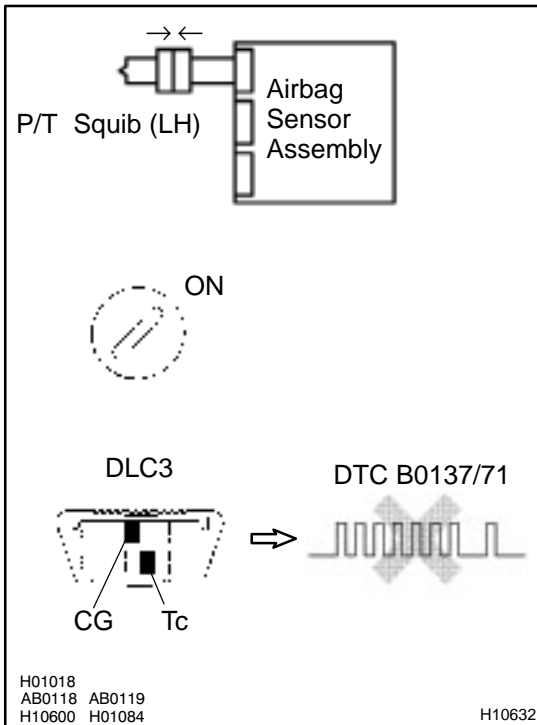 P/T Squib (LH)
Airbag
Sensor
Assembly
ON
DLC3
DTC B0137/71
CG
Tc
H01018
AB0118 AB0119
H10600 H01084
H10632